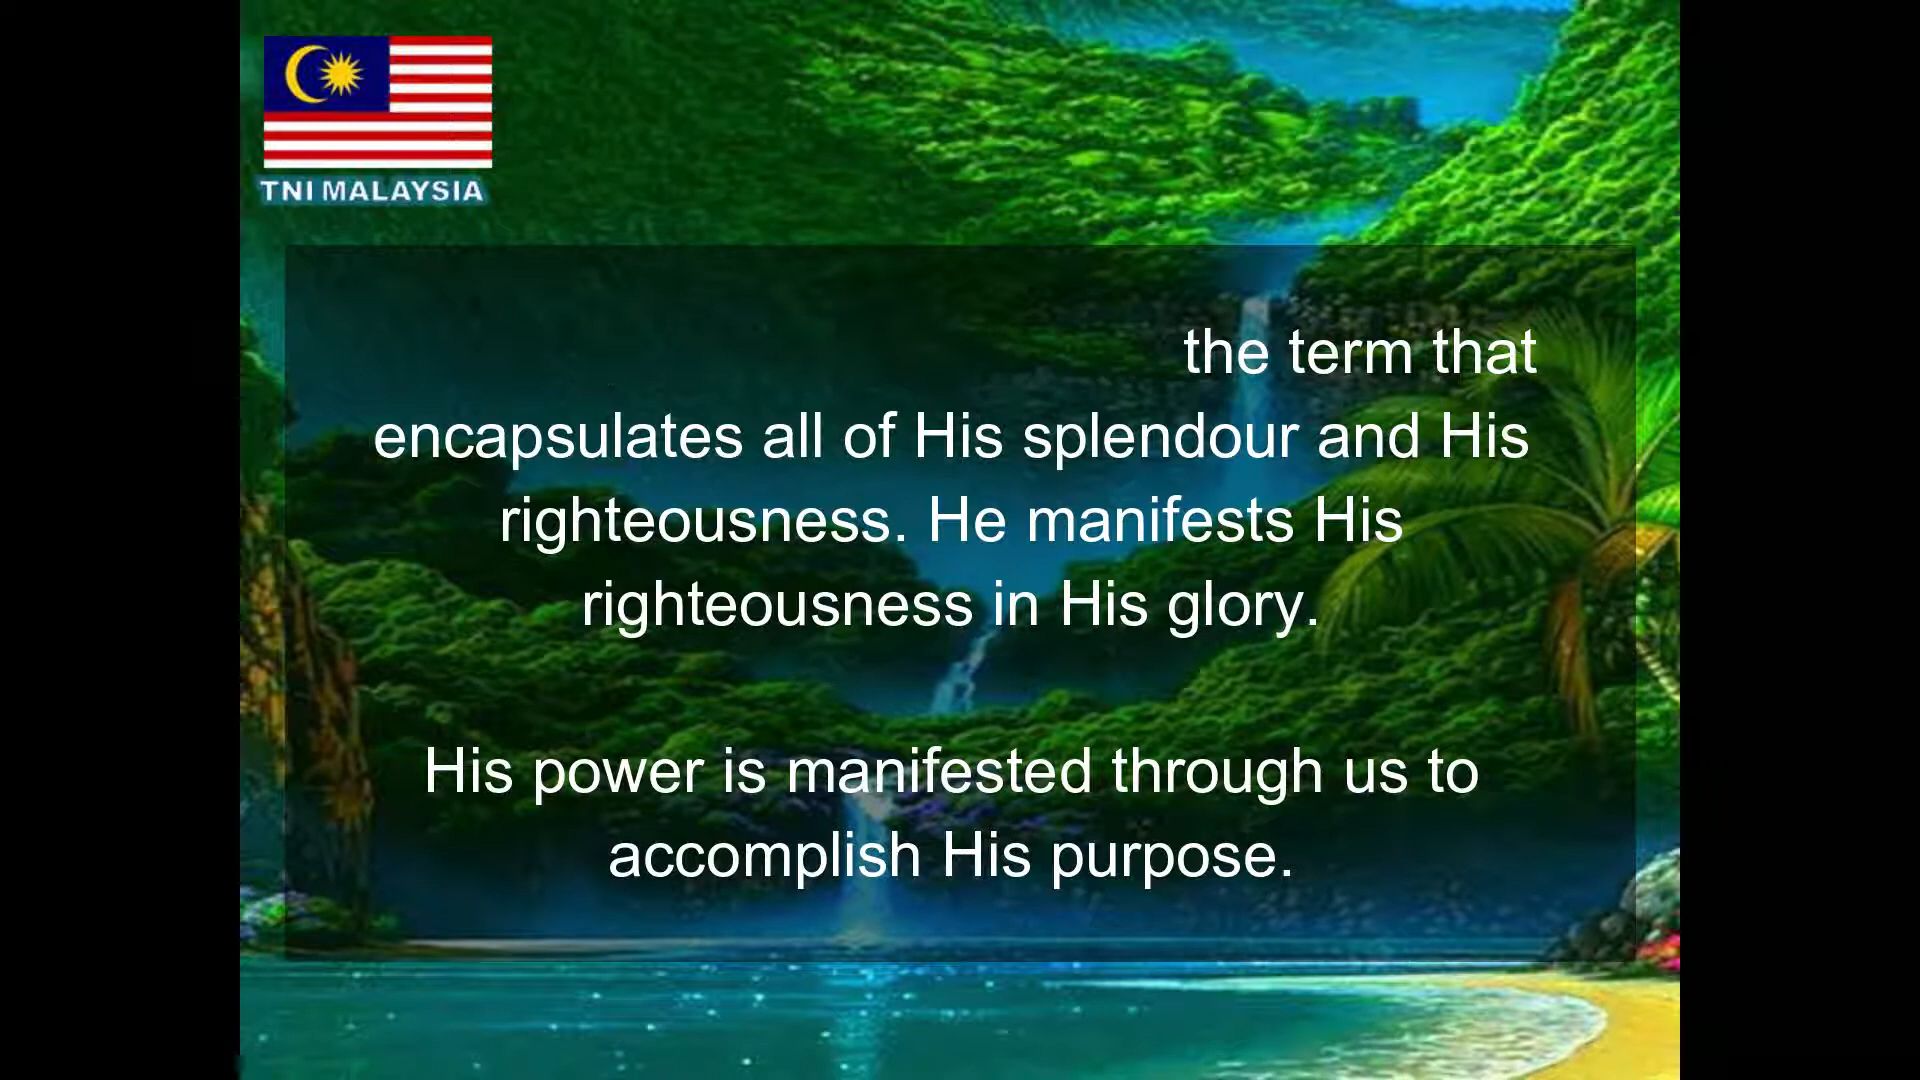 TNI MALAYSIA
the term that
encapsulates all of His splendour and His
righteousness. He manifests His
righteousness in His glory.
His power is manifested through us to
accomplish His purpose.